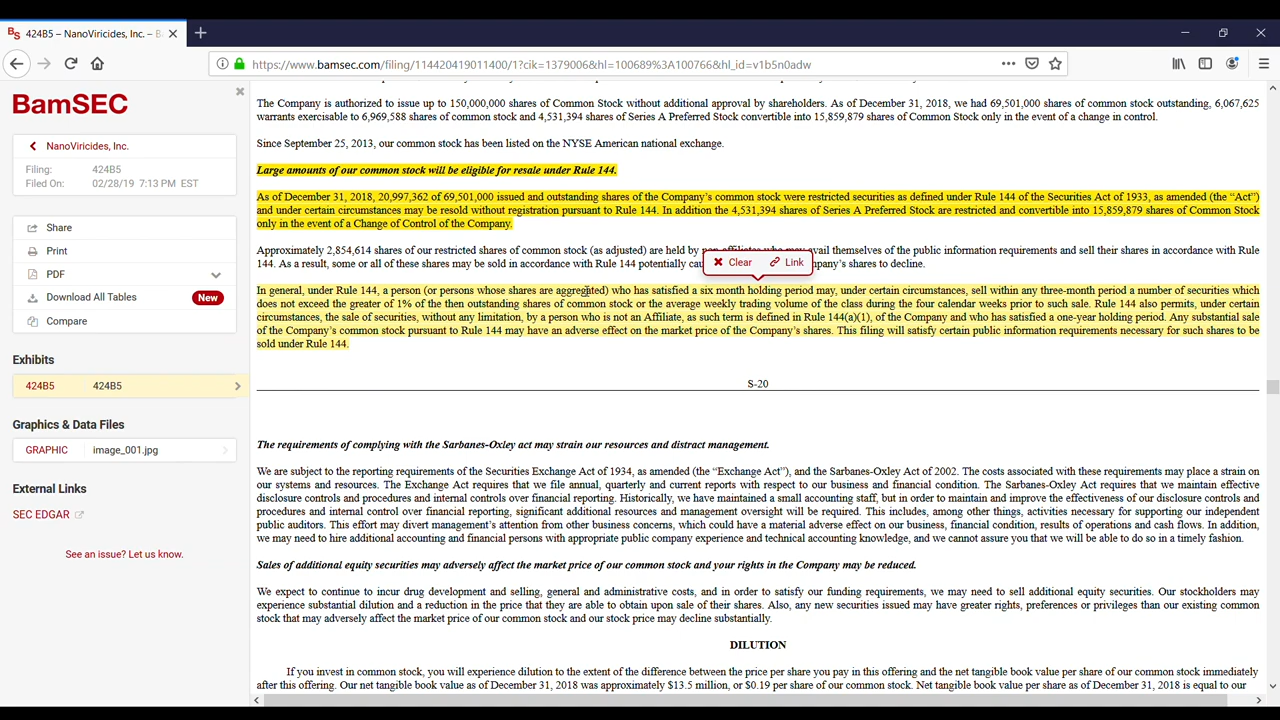 BS 424B5 – NanoViricides, Inc. – B
https://www.bamsec.com/filing/114420419011400/1?cik=1379006&hl=100689%3A100766&hl_id=v1b5n0adw
BamSEC
NanoViricides, Inc.
Filing: 424B5
Filed On: 02/28/19 7:13 PM EST
Share
Print
PDF
Download All Tables New
Compare
Exhibits
424B5 424B5
Graphics & Data Files
GRAPHIC image_001.jpg
External Links
SEC EDGAR
See an issue? Let us know.
The Company is authorized to issue up to 150,000,000 shares of Common Stock without additional approval by shareholders. As of December 31, 2018, we had 69,501,000 shares of common stock outstanding, 6,067,625
warrants exercisable to 6,969,588 shares of common stock and 4,531,394 shares of Series A Preferred Stock convertible into 15,859,879 shares of Common Stock only in the event of a change in control.
Since September 25, 2013, our common stock has been listed on the NYSE American national exchange.
Large amounts of our common stock will be eligible for resale under Rule 144.
As of December 31, 2018, 20,997,362 of 69,501,000 issued and outstanding shares of the Company’s common stock were restricted securities as defined under Rule 144 of the Securities Act of 1933, as amended (the “Act”)
and under certain circumstances may be resold without registration pursuant to Rule 144. In addition the 4,531,394 shares of Series A Preferred Stock are restricted and convertible into 15,859,879 shares of Common Stock
only in the event of a Change of Control of the Company.
Approximately 2,854,614 shares of our restricted shares of common stock (as adjusted) are held by non-affiliates who may avail themselves of the public information requirements and sell their shares in accordance with Rule
144. As a result, some or all of these shares may be sold in accordance with Rule 144 potentially cau
Clear Link
mpany’s shares to decline.
In general, under Rule 144, a person (or persons whose shares are aggregated) who has satisfied a six month holding period may, under certain circumstances, sell within any three-month period a number of securities which
does not exceed the greater of 1% of the then outstanding shares of common stock or the average weekly trading volume of the class during the four calendar weeks prior to such sale. Rule 144 also permits, under certain
circumstances, the sale of securities, without any limitation, by a person who is not an Affiliate, as such term is defined in Rule 144(a)(1), of the Company and who has satisfied a one-year holding period. Any substantial sale
of the Company’s common stock pursuant to Rule 144 may have an adverse effect on the market price of the Company’s shares. This filing will satisfy certain public information requirements necessary for such shares to be
sold under Rule 144.
S-20
The requirements of complying with the Sarbanes-Oxley act may strain our resources and distract management.
We are subject to the reporting requirements of the Securities Exchange Act of 1934, as amended (the “Exchange Act”), and the Sarbanes-Oxley Act of 2002. The costs associated with these requirements may place a strain on
our systems and resources. The Exchange Act requires that we file annual, quarterly and current reports with respect to our business and financial condition. The Sarbanes-Oxley Act requires that we maintain effective
disclosure controls and procedures and internal controls over financial reporting. Historically, we have maintained a small accounting staff, but in order to maintain and improve the effectiveness of our disclosure controls and
procedures and internal control over financial reporting, significant additional resources and management oversight will be required. This includes, among other things, activities necessary for supporting our independent
public auditors. This effort may divert management’s attention from other business concerns, which could have a material adverse effect on our business, financial condition, results of operations and cash flows. In addition,
we may need to hire additional accounting and financial persons with appropriate public company experience and technical accounting knowledge, and we cannot assure you that we will be able to do so in a timely fashion.
Sales of additional equity securities may adversely affect the market price of our common stock and your rights in the Company may be reduced.
We expect to continue to incur drug development and selling, general and administrative costs, and in order to satisfy our funding requirements, we may need to sell additional equity securities. Our stockholders may
experience substantial dilution and a reduction in the price that they are able to obtain upon sale of their shares. Also, any new securities issued may have greater rights, preferences or privileges than our existing common
stock that may adversely affect the market price of our common stock and our stock price may decline substantially.
DILUTION
If you invest in common stock, you will experience dilution to the extent of the difference between the price per share you pay in this offering and the net tangible book value per share of our common stock immediately
after this offering. Our net tangible book value as of December 31, 2018 was approximately $13.5 million, or $0.19 per share of our common stock. Net tangible book value per share as of December 31, 2018 is equal to our